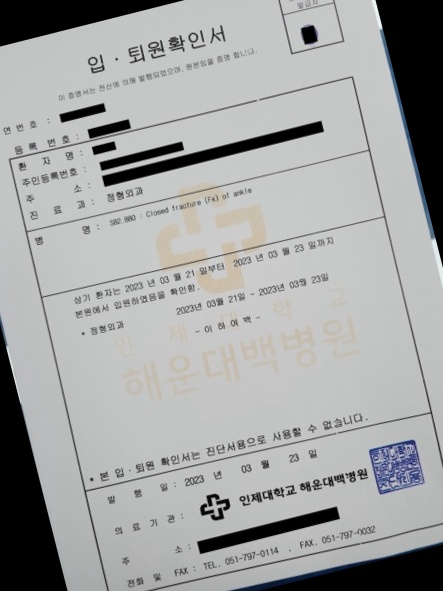 발급자
입 · 퇴원확인서
이 증명서는 전산에 의해 발행되었으며, 원본임을 증명 합니다.
연 번 호 :
등 록 번 호 :
환 자 명 :
주민등록번호 :
주 소 :
진 료 과 : 정형외과
병 명 : S82.880 : Closed fracture (Fx) of ankle
상기 환자는 2023 년 03 월 21 일부터 2023 년 03 월 23 일까지
본원에서 입원하였음을 확인함.
* 정형외과 2023년 03월 21일 - 2023년 03월 23일
- 이 하 여 백 -
인 제 대 학 교
해운대백병원
* 본 입 · 퇴원 확인서는 진단서용으로 사용할 수 없습니다.
발 행 일 : 2023 년 03 월 23 일
의 료 기 관 : 인제대학교 해운대백병원
주 소 :
전화 및 FAX : TEL. 051-797-0114 , FAX. 051-797-0032